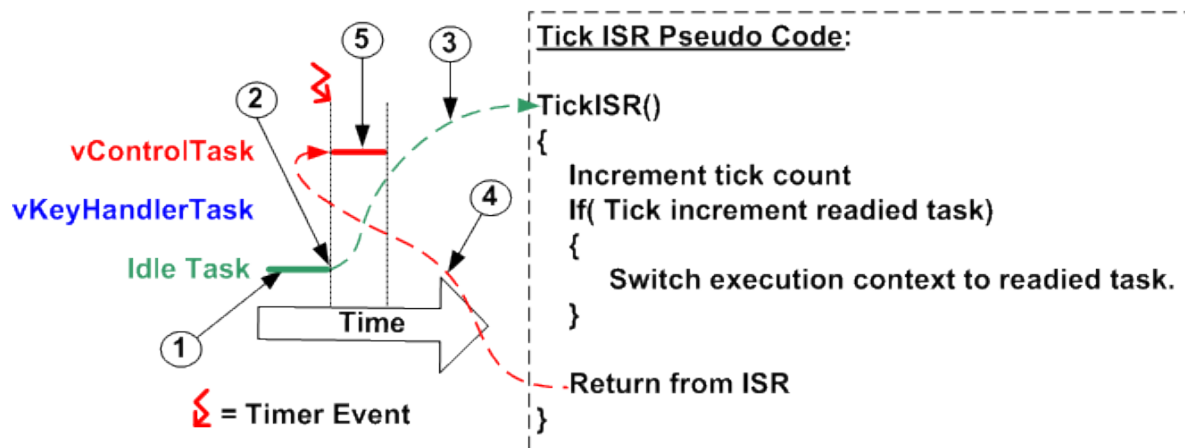 Tick ISR Pseudo Code:
5
3
2
TickISR()
{
vControlTask
Increment tick count
vKeyHandlerTask
If( Tick increment readied task)
4
{
Idle Task
Switch execution context to readied task.
}
Time
1
Return from ISR
= Timer Event
}